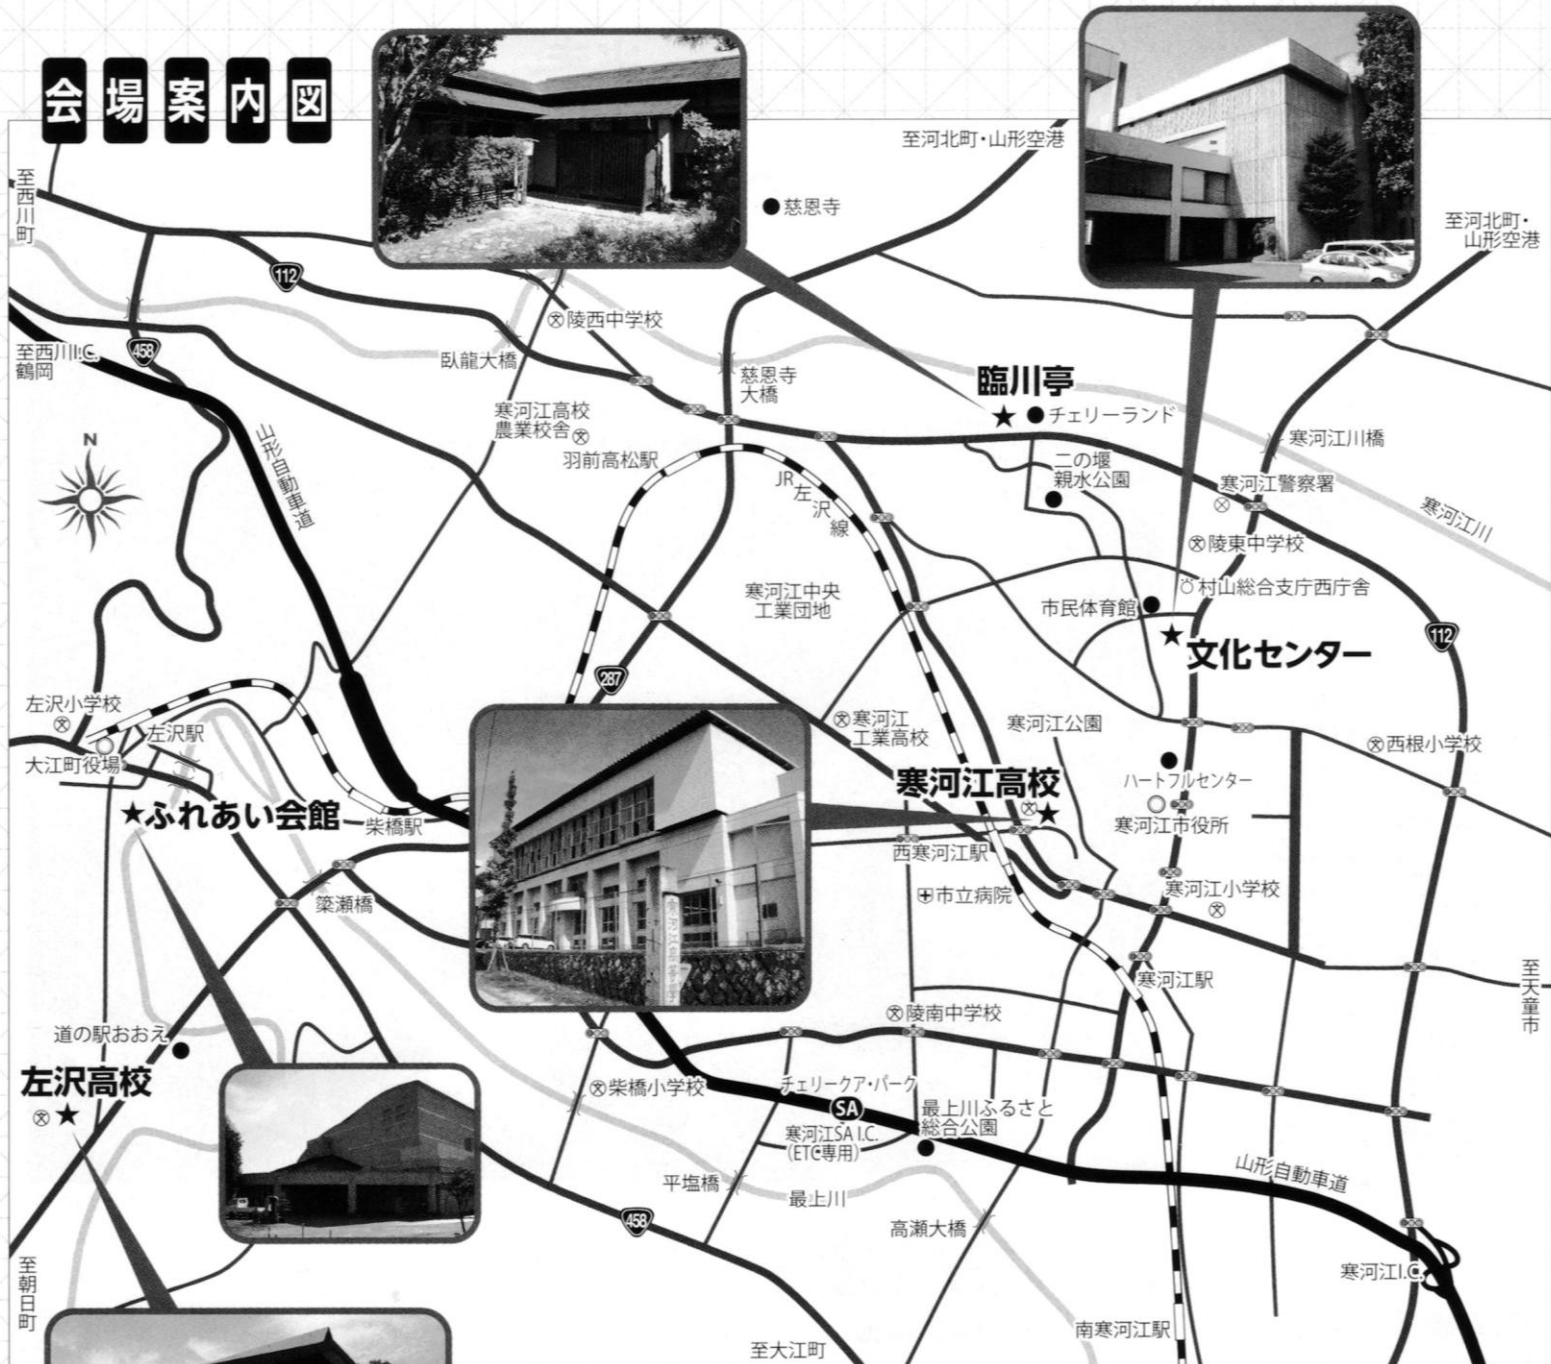 会場案内図
至河北町・山形空港
至西川町
慈恩寺
至河北町・
山形空港
112
陵西中学校
458
至西川I.C.
鶴岡
臥龍大橋
慈恩寺
大橋
臨川亭
チェリーランド
寒河江高校
農業校舎
寒河江川橋
N
山形自動車道
羽前高松駅
二の堰
親水公園
寒河江警察署
JR左沢線
寒河江川
陵東中学校
寒河江中央
工業団地
村山総合支庁西庁舎
市民体育館
112
文化センター
287
左沢小学校
左沢駅
寒河江
工業高校
寒河江公園
西根小学校
大江町役場
寒河江高校
ハートフルセンター
ふれあい会館
柴橋駅
寒河江市役所
西寒河江駅
市立病院
寒河江小学校
簗瀬橋
寒河江駅
至天童市
陵南中学校
道の駅おおえ
左沢高校
柴橋小学校
チェリークア・パーク
SA
最上川ふるさと
総合公園
寒河江SA I.C.
(ETC専用)
山形自動車道
平塩橋
最上川
458
高瀬大橋
至朝日町
寒河江I.C.
南寒河江駅
至大江町